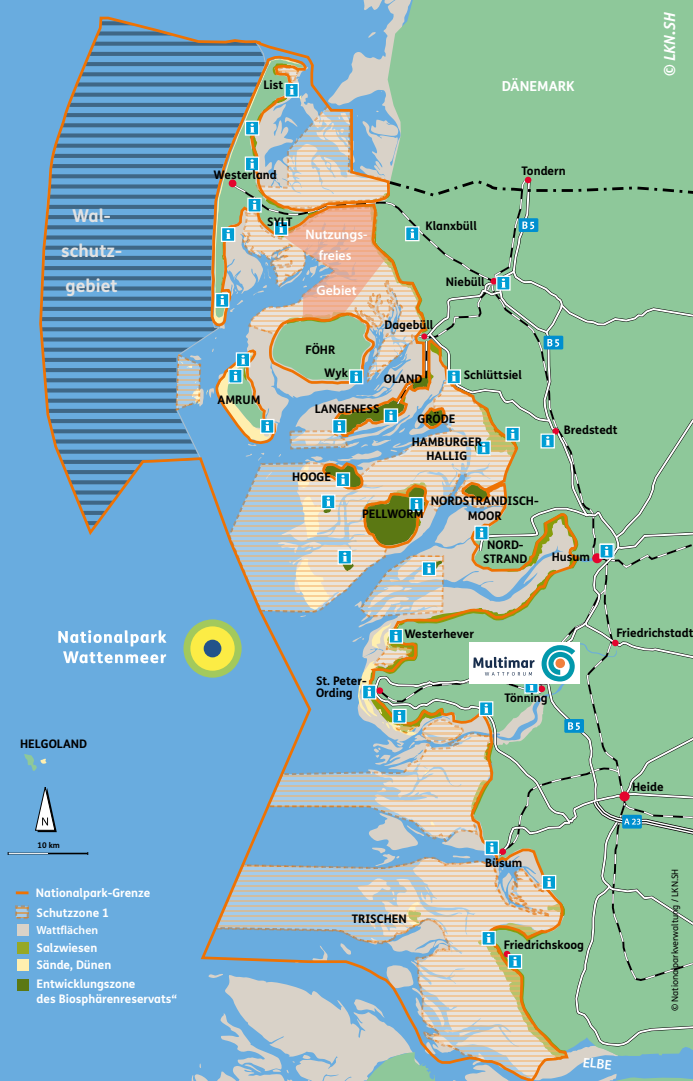 © LKN.SH
DÄNEMARK
List
Tondern
Westerland
B 5
Wal-
schutz-
gebiet
SYLT
Nutzungs-
freies
Gebiet
Klanxbüll
Niebüll
Dagebüll
B 5
FÖHR
Wyk
OLAND
Schlüttsiel
AMRUM
LANGENESS
GRÖDE
Bredstedt
HAMBURGER
HALLIG
HOOGE
NORDSTRANDISCH-
MOOR
PELLWORM
NORD-
STRAND
Husum
Nationalpark
Wattenmeer
Westerhever
Friedrichstadt
Multimar
WATTFORUM
St. Peter-
Ording
Tönning
B 5
HELGOLAND
Heide
N
A 23
10 km
Büsum
Nationalpark-Grenze
Schutzzone 1
Wattflächen
Salzwiesen
Sände, Dünen
Entwicklungszone
des Biosphärenreservats“
TRISCHEN
Friedrichskoog
© Nationalparkverwaltung / LKN.SH
ELBE